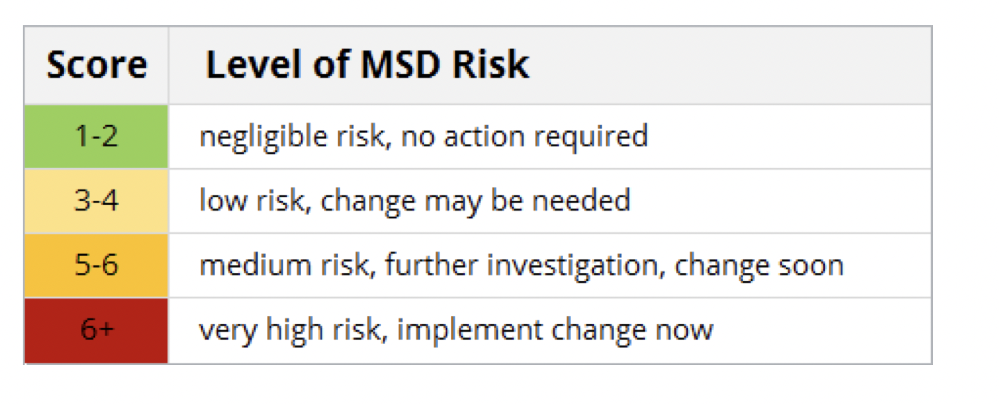 Score Level of MSD Risk
1-2 negligible risk, no action required
3-4 low risk, change may be needed
5-6 medium risk, further investigation, change soon
6+ very high risk, implement change now